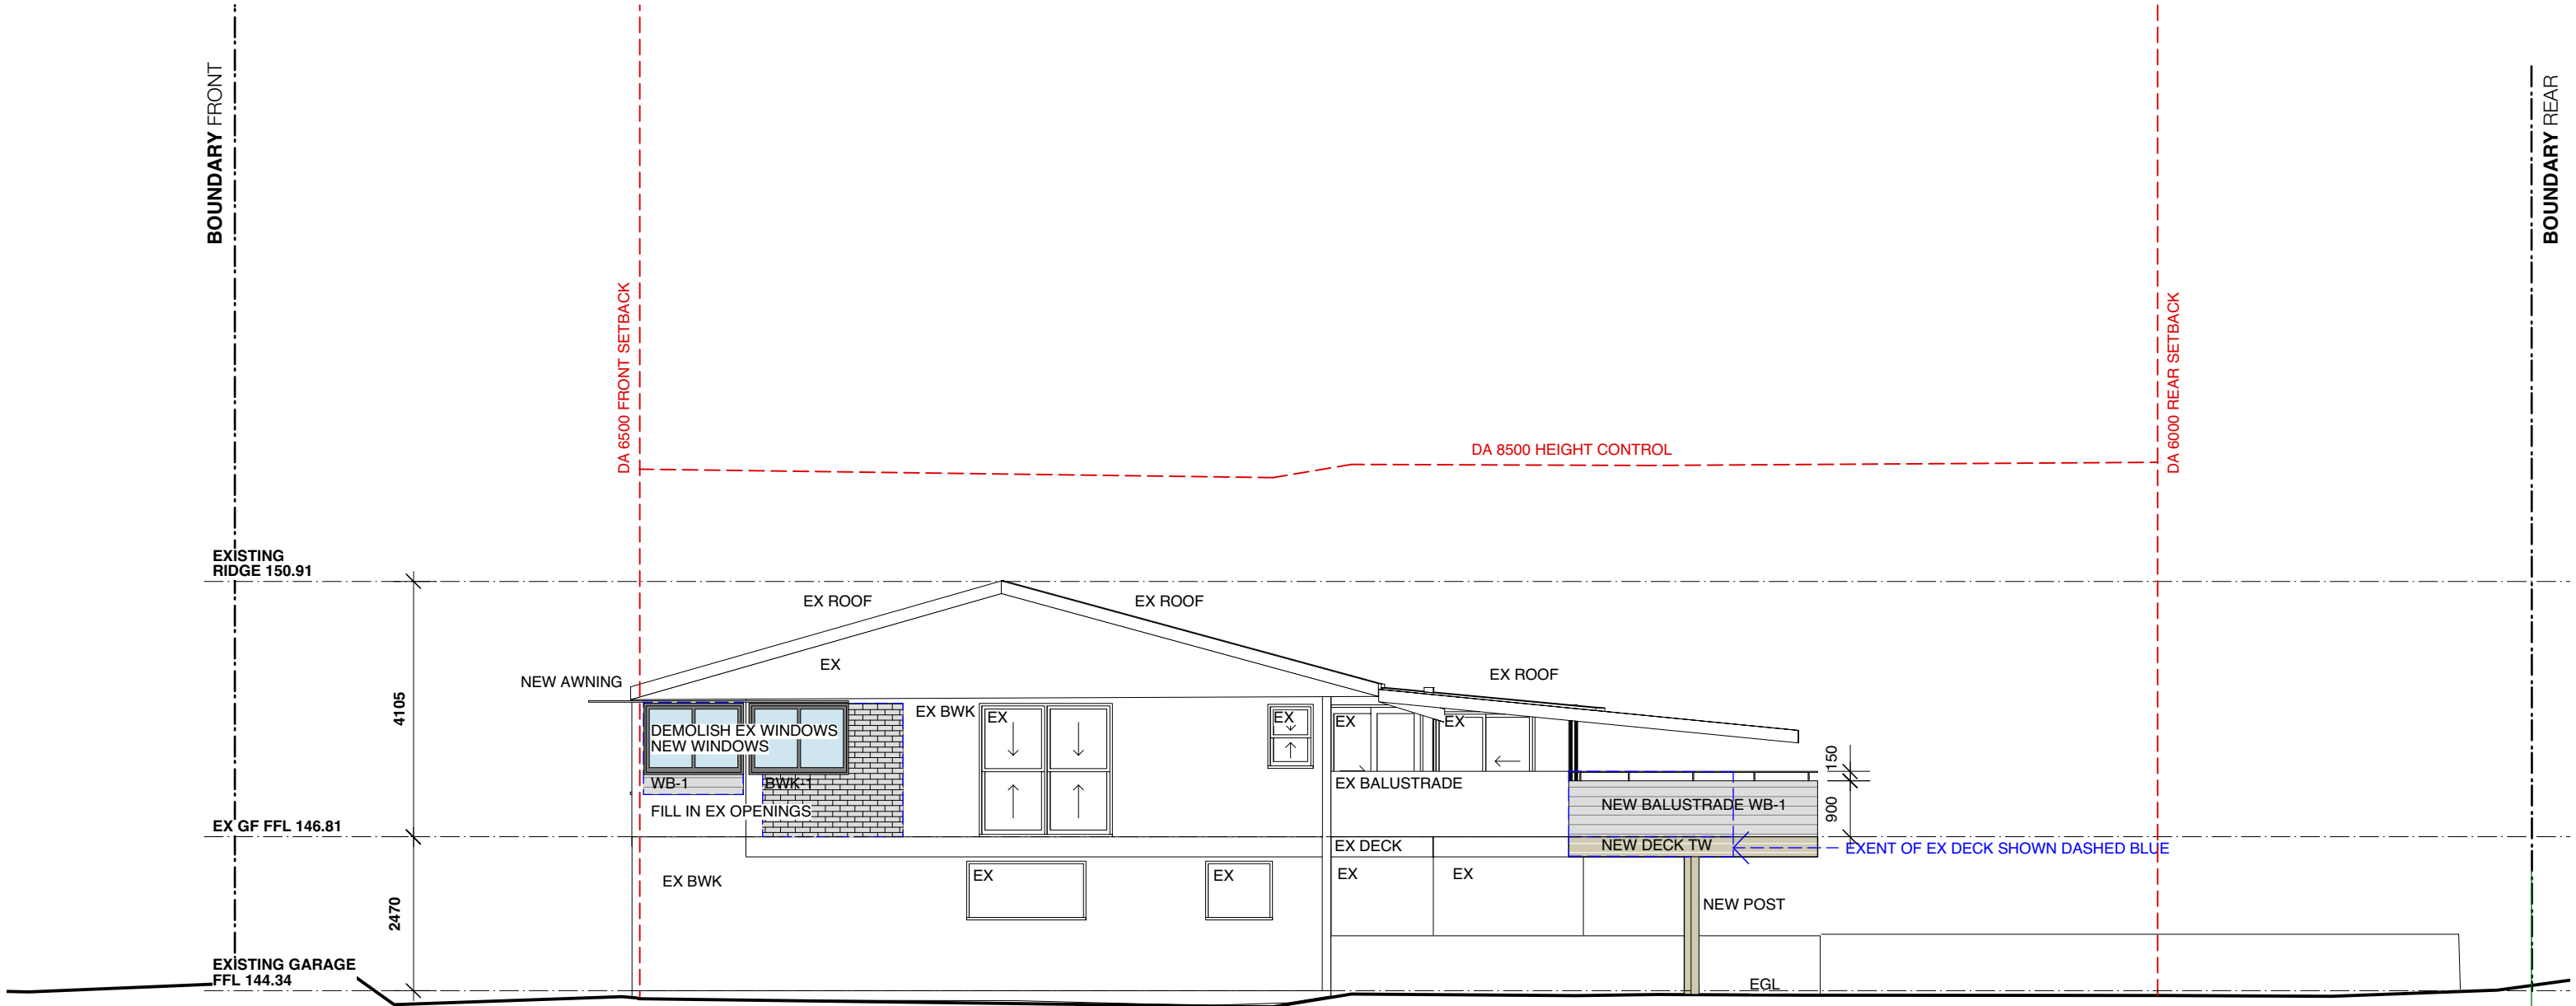 BOUNDARY FRONT
BOUNDARY REAR
DA 6500 FRONT SETBACK
DA 6000 REAR SETBACK
DA 8500 HEIGHT CONTROL
EXISTING
RIDGE 150.91
EX ROOF
EX ROOF
EX
EX ROOF
NEW AWNING
4105
EX BWK
EX
EX
EX
EX
DEMOLISH EX WINDOWS
NEW WINDOWS
WB-1
BWK-1
FILL IN EX OPENINGS
EX BALUSTRADE
150
NEW BALUSTRADE WB-1
900
EX GF FFL 146.81
EX DECK
NEW DECK TW
EXENT OF EX DECK SHOWN DASHED BLUE
EX BWK
EX
EX
EX
EX
2470
NEW POST
EXISTING GARAGE
FFL 144.34
EGL